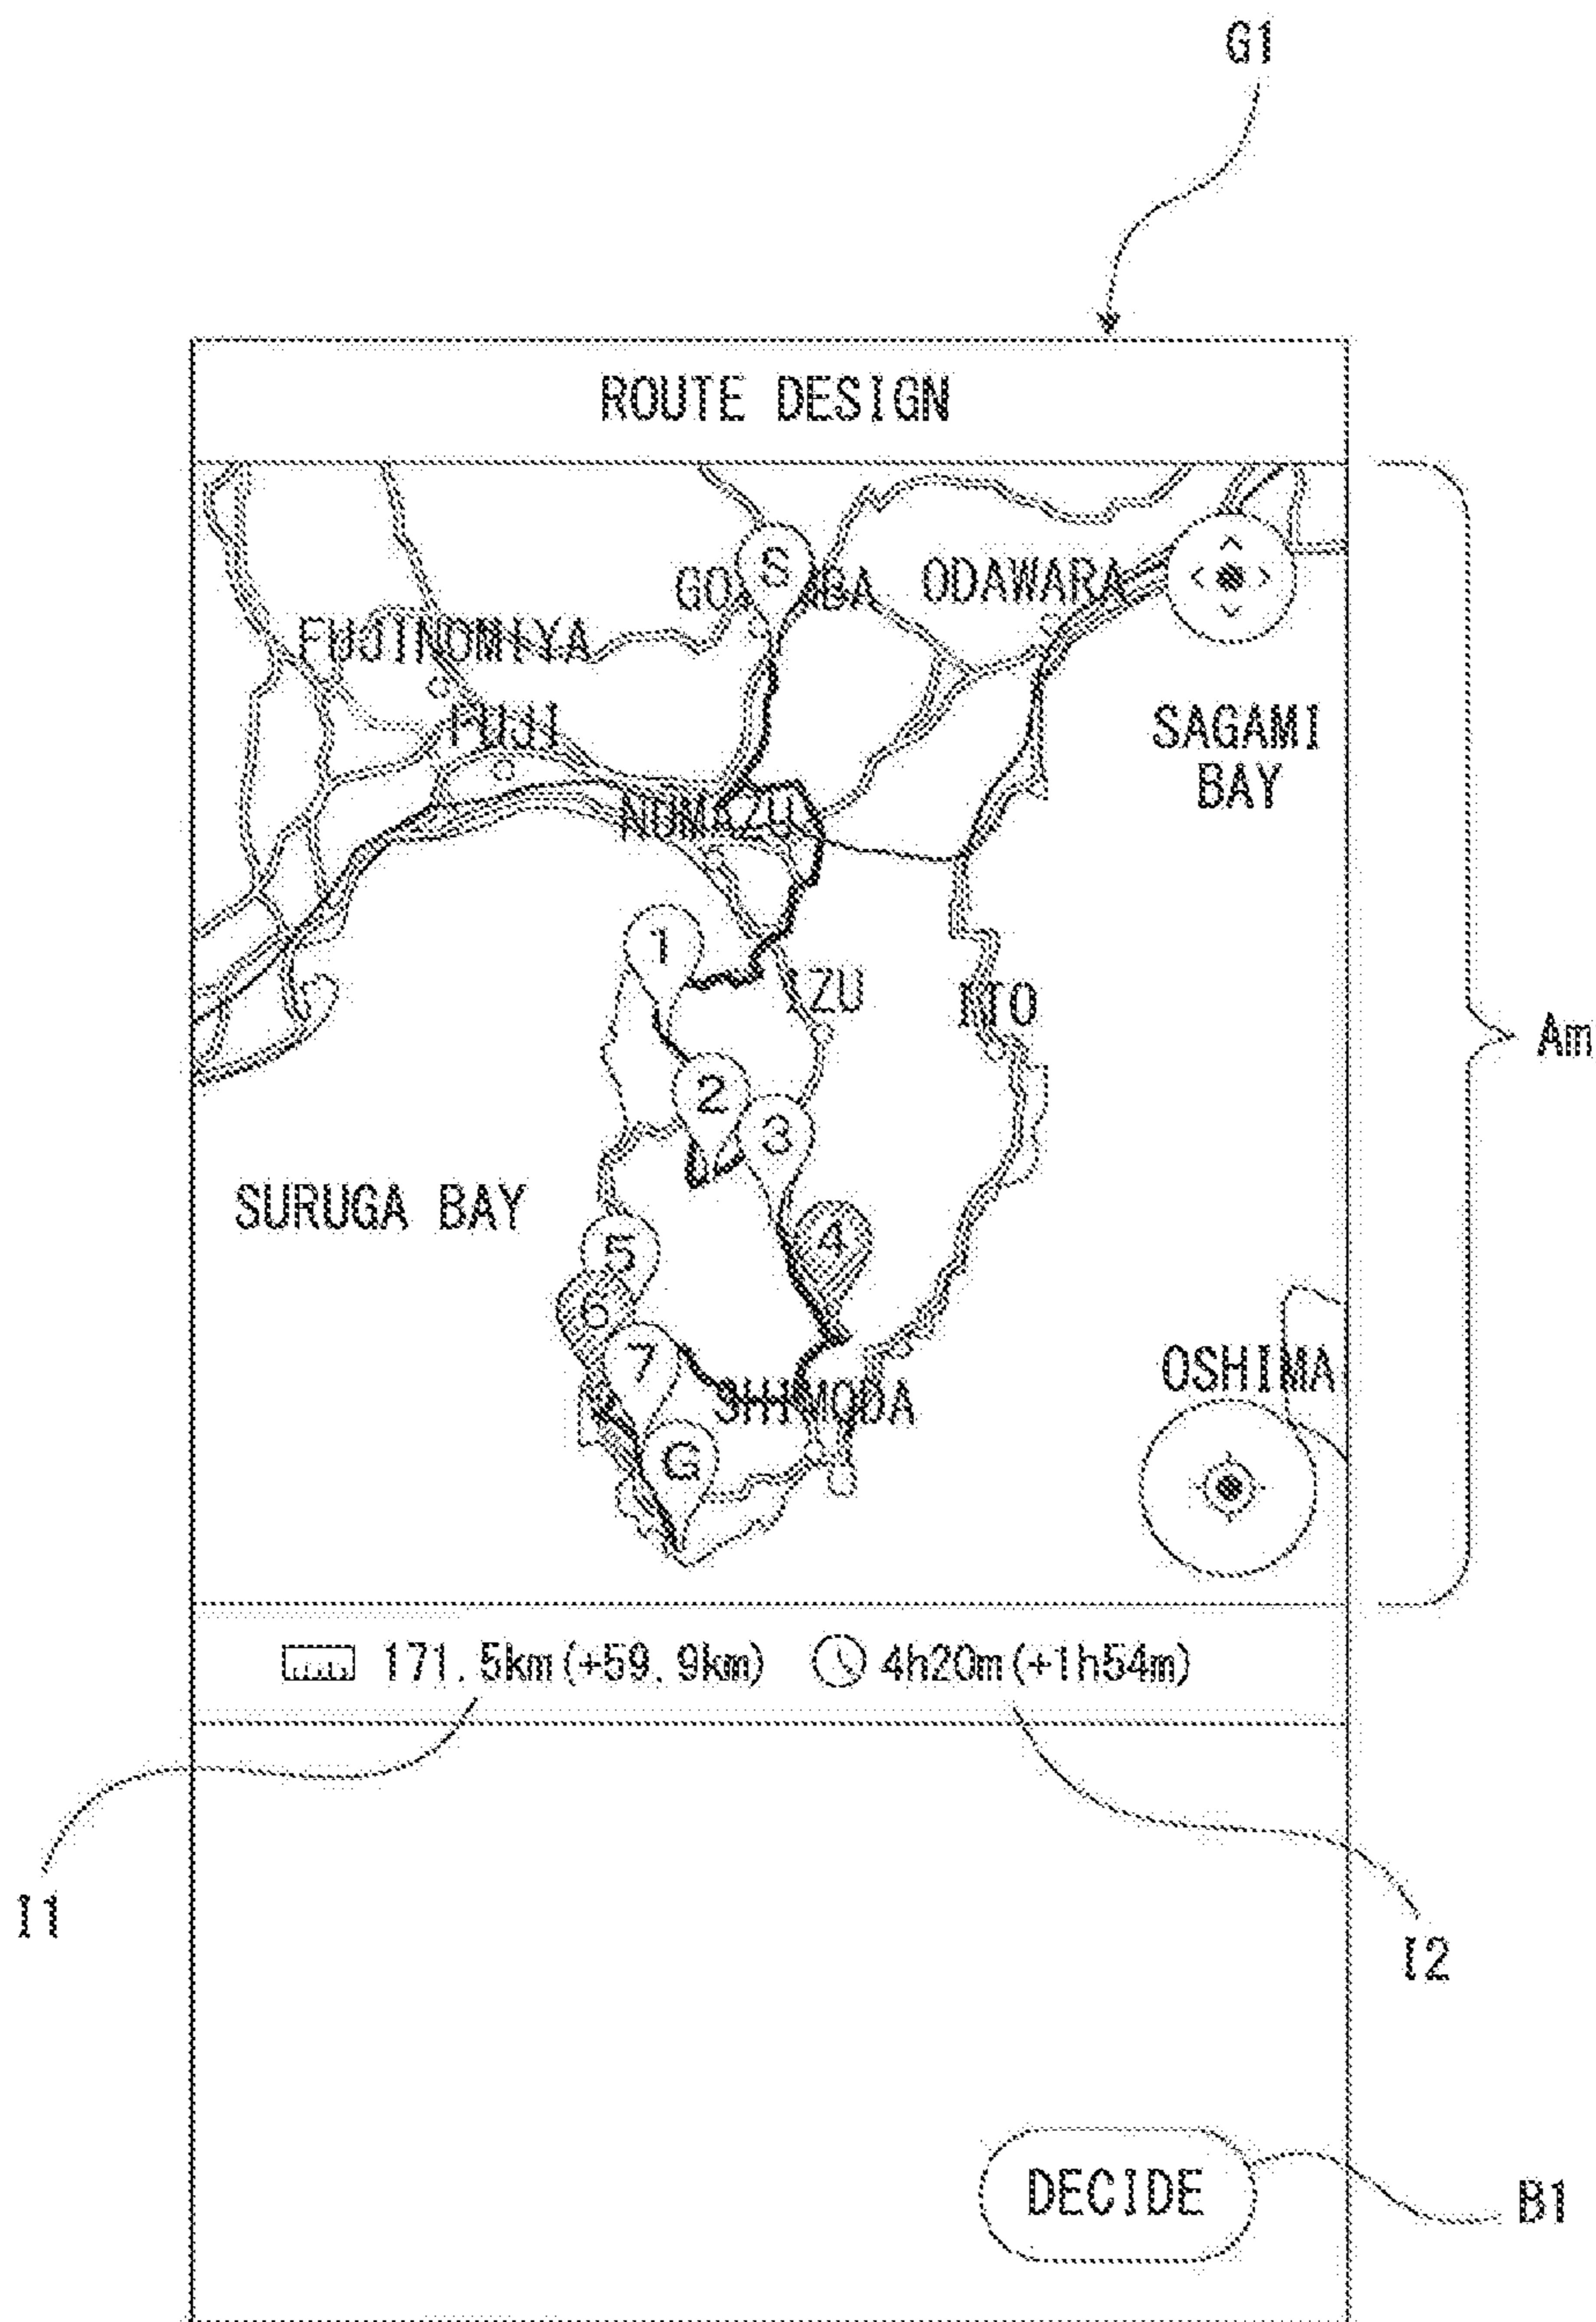 G1
ROUTE DESIGN
S
GOTEMBA
ODAWARA
FUJINOMIYA
FUJI
SAGAMI
BAY
NUMAZU
1
IZU
ITO
Am
2
3
SURUGA BAY
4
5
6
7
OSHIMA
SHIMODA
G
171.5km(+59.9km) 4h20m(+1h54m)
I1
I2
DECIDE
B1